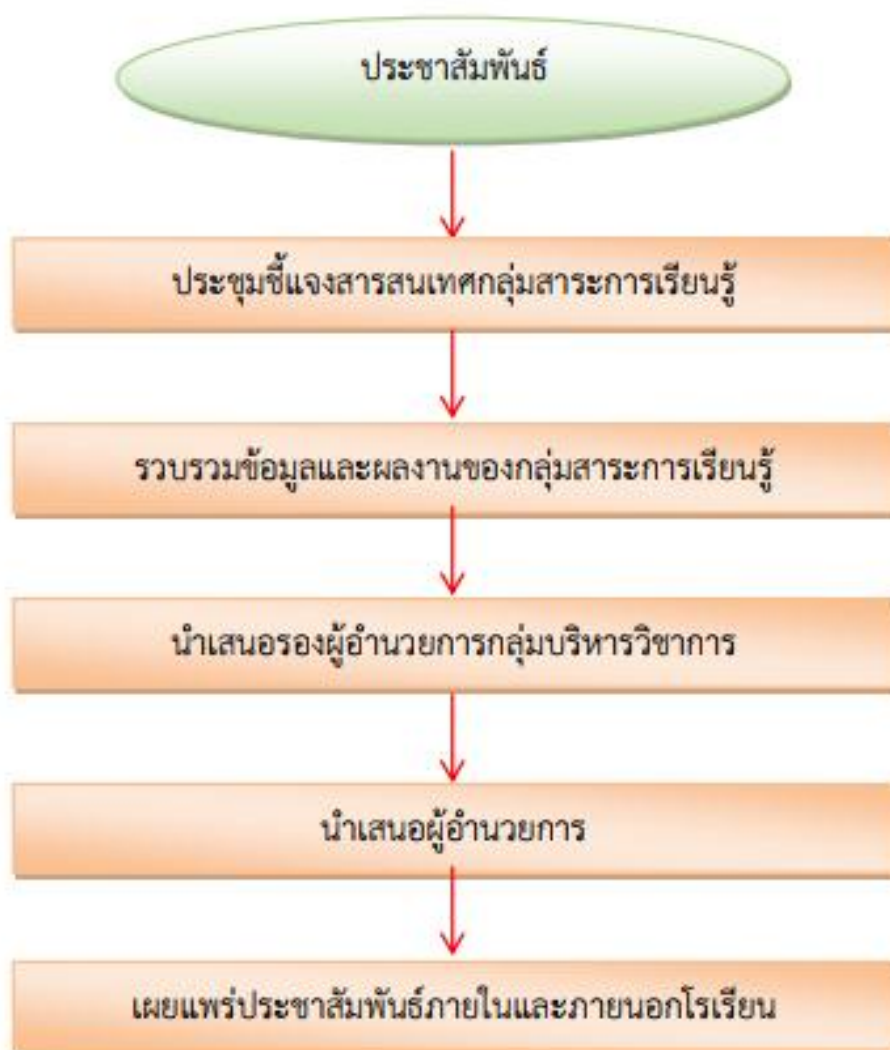 ประชาสัมพันธ์
ประชุมชี้แจงสารสนเทศกลุ่มสาระการเรียนรู้
รวบรวมข้อมูลและผลงานของกลุ่มสาระการเรียนรู้
นำเสนอรองผู้อำนวยการกลุ่มบริหารวิชาการ
นำเสนอผู้อำนวยการ
เผยแพร่ประชาสัมพันธ์ภายในและภายนอกโรเรียน